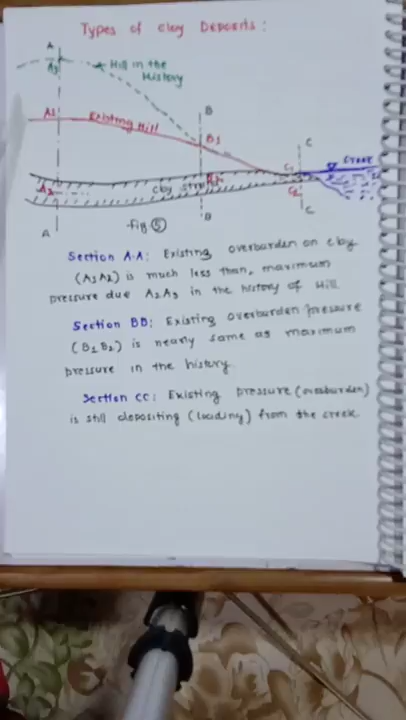 Types of clay Deposits:
A
A3
Hill in the
History
B
A1
Existing Hill
B1
C
C1
creek
A2
clay strata
B2
C2
C
A
B
Fig. 5
Section A-A: Existing overburden on clay
(A1A2) is much less than, maximum
pressure due A2A3 in the history of Hill
Section BB: Existing overburden pressure
(B1B2) is nearly same as maximum
pressure in the history.
Section CC: Existing pressure (overburden)
is still depositing (loading) from the creek.